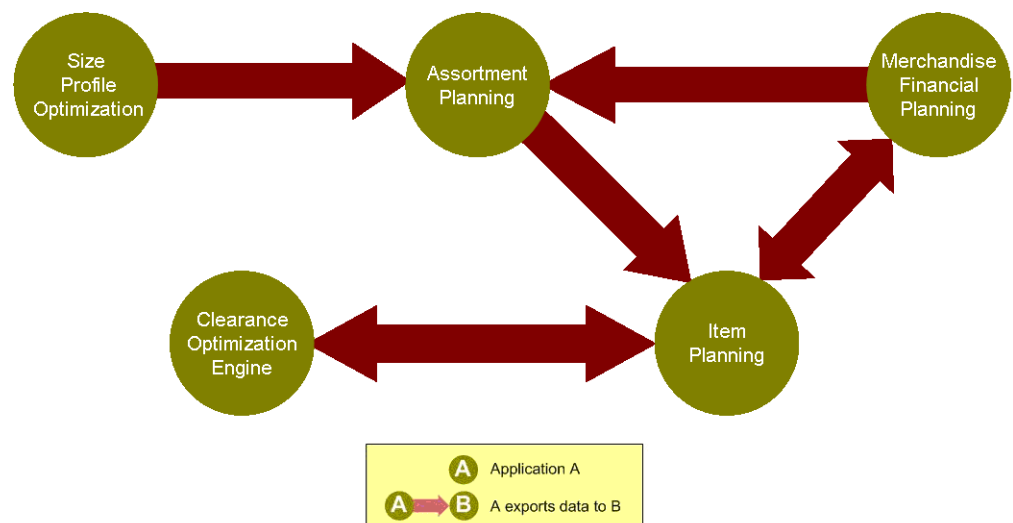 Size
Profile
Optimization
Assortment
Planning
Merchandise
Financial
Planning
Clearance
Optimization
Engine
Item
Planning
A Application A
A B A exports data to B